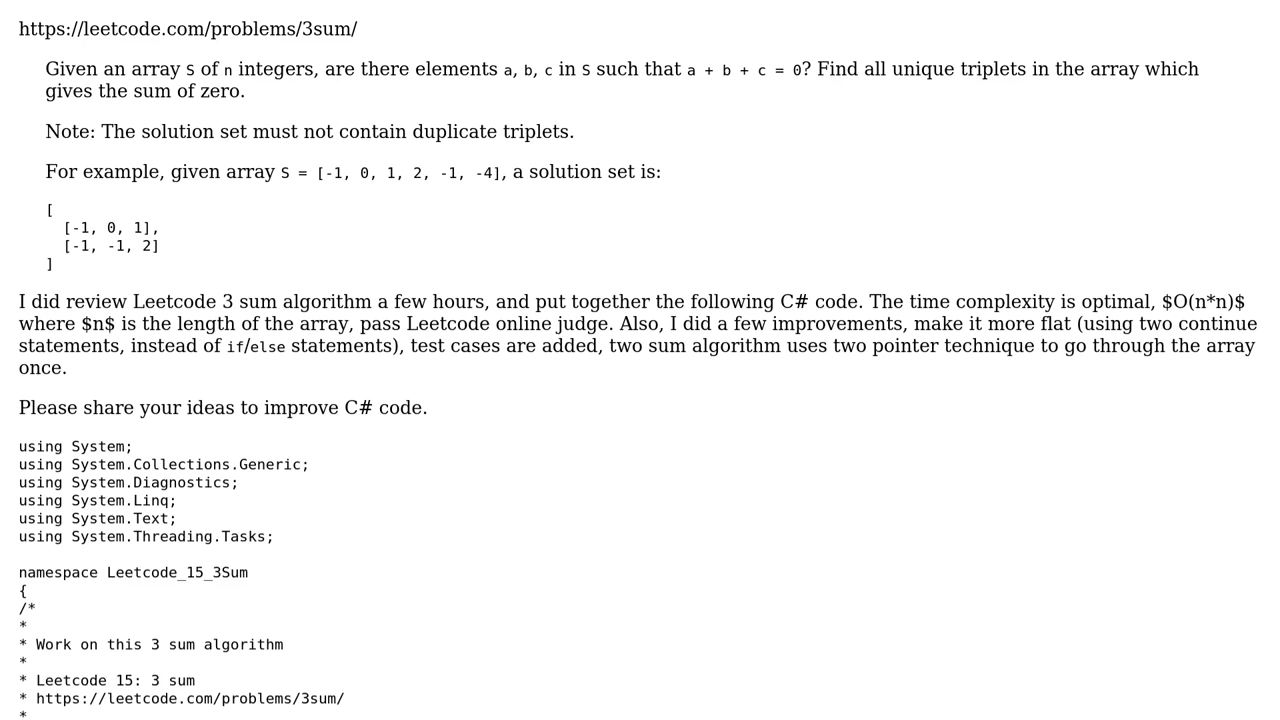 https://leetcode.com/problems/3sum/
Given an array S of n integers, are there elements a, b, c in S such that a + b + c = 0? Find all unique triplets in the array which
gives the sum of zero.
Note: The solution set must not contain duplicate triplets.
For example, given array S = [-1, 0, 1, 2, -1, -4], a solution set is:
[
  [-1, 0, 1],
  [-1, -1, 2]
]
I did review Leetcode 3 sum algorithm a few hours, and put together the following C# code. The time complexity is optimal, $O(n*n)$
where $n$ is the length of the array, pass Leetcode online judge. Also, I did a few improvements, make it more flat (using two continue
statements, instead of if/else statements), test cases are added, two sum algorithm uses two pointer technique to go through the array
once.
Please share your ideas to improve C# code.
using System;
using System.Collections.Generic;
using System.Diagnostics;
using System.Linq;
using System.Text;
using System.Threading.Tasks;
namespace Leetcode_15_3Sum
{
/*
*
* Work on this 3 sum algorithm
*
* Leetcode 15: 3 sum
* https://leetcode.com/problems/3sum/
*